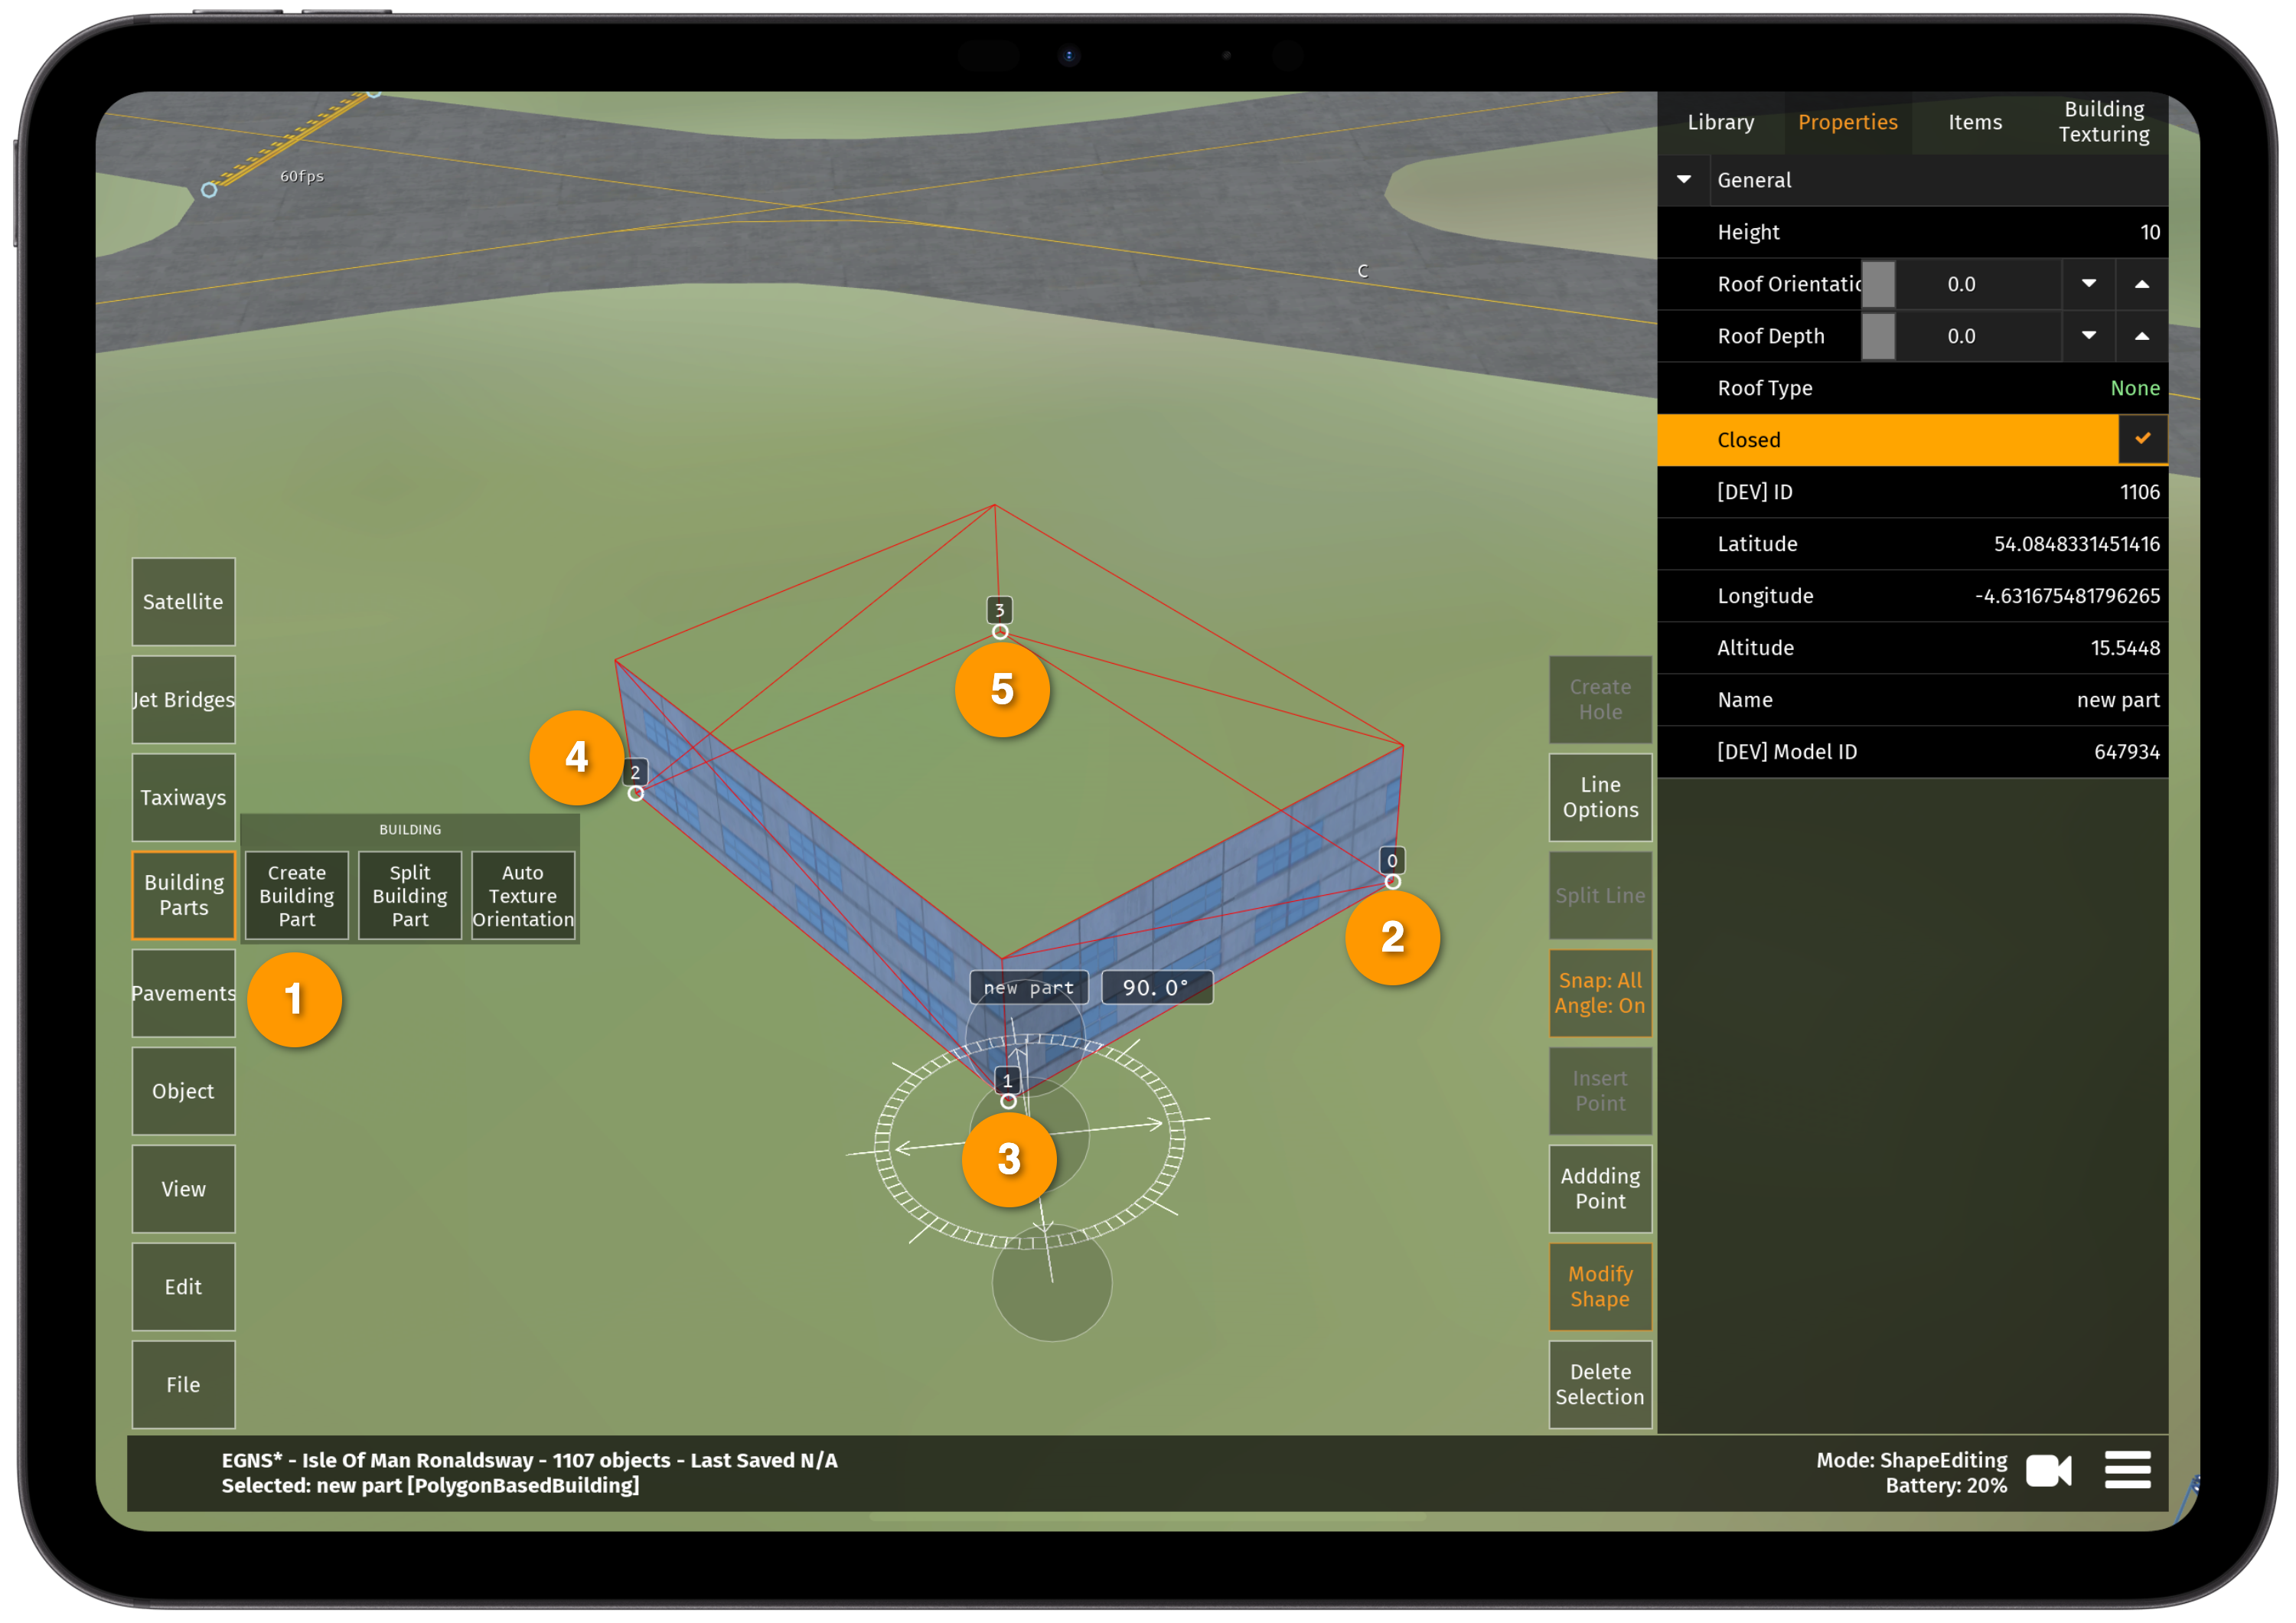 60fps
C
Library
Properties
Items
Building
Texturing
General
Height 10
Roof Orientatic 0.0
Roof Depth 0.0
Roof Type None
Closed
[DEV] ID 1106
Latitude 54.0848331451416
Longitude -4.631675481796265
Altitude 15.5448
Name new part
[DEV] Model ID 647934
Satellite
Jet Bridges
Taxiways
Building
Parts
Pavements
Object
View
Edit
File
BUILDING
Create
Building
Part
Split
Building
Part
Auto
Texture
Orientation
1
3
5
4
2
0
2
new part
90.0°
1
3
Create
Hole
Line
Options
Split Line
Snap: All
Angle: On
Insert
Point
Addding
Point
Modify
Shape
Delete
Selection
EGNS* - Isle Of Man Ronaldsway - 1107 objects - Last Saved N/A
Selected: new part [PolygonBasedBuilding]
Mode: ShapeEditing
Battery: 20%